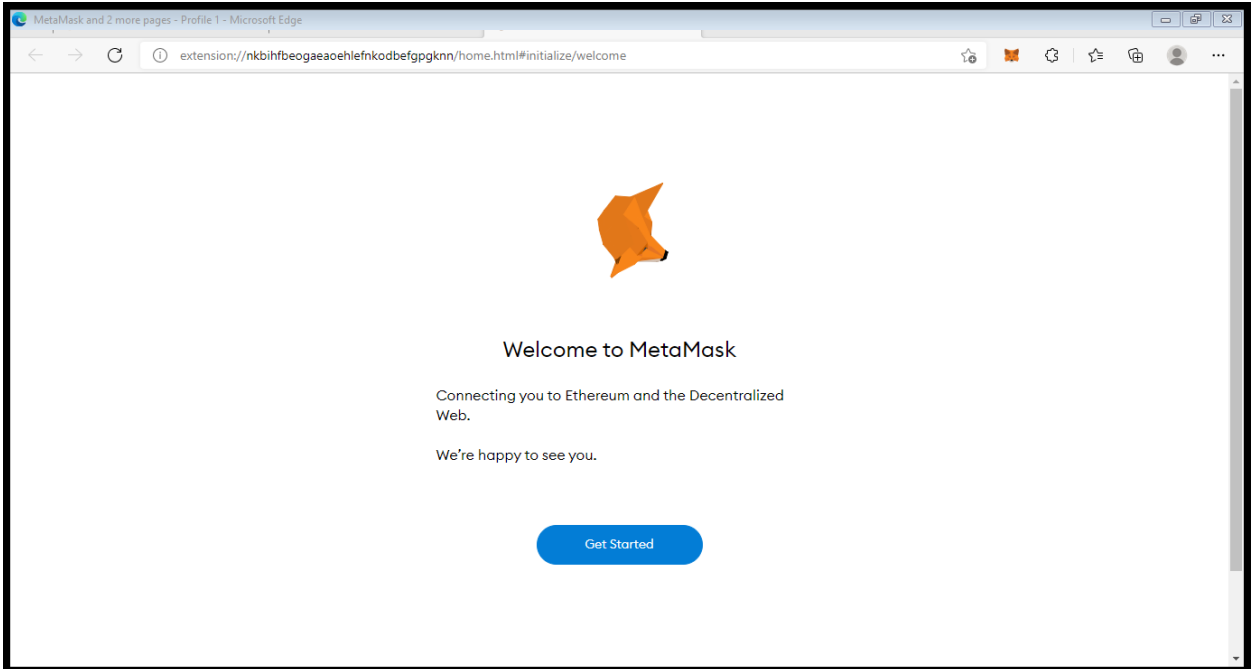 MetaMask and 2 more pages - Profile 1 - Microsoft Edge
extension://nkbihfbeogaeaoehlefnkodbefgpgknn/home.html#initialize/welcome
Welcome to MetaMask
Connecting you to Ethereum and the Decentralized
Web.
We're happy to see you.
Get Started